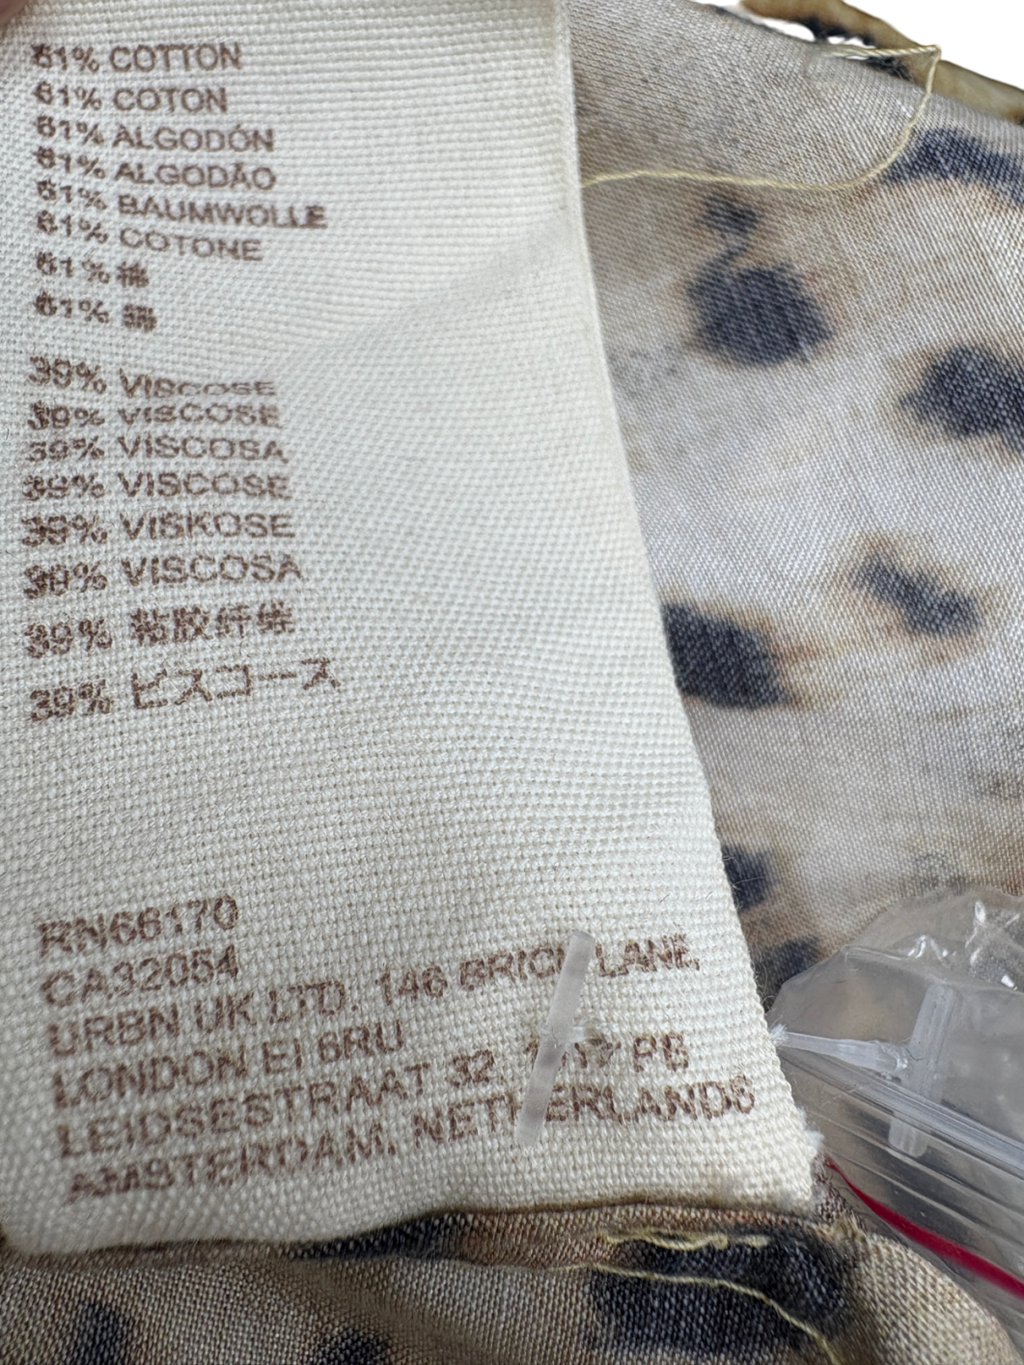 61% COTTON
61% COTON
61% ALGODÓN
61% ALGODÃO
61% BAUMWOLLE
61% COTONE
61% 棉
61% 綿
39% VISCOSE
39% VISCOSE
39% VISCOSA
39% VISCOSE
39% VISKOSE
39% VISCOSA
39% 粘胶纤维
39% ビスコース
RN66170
CA32054
URBN UK LTD. 146 BRICK LANE,
LONDON E1 6RU
LEIDSESTRAAT 32 PB
AMSTERDAM, NETHERLANDS